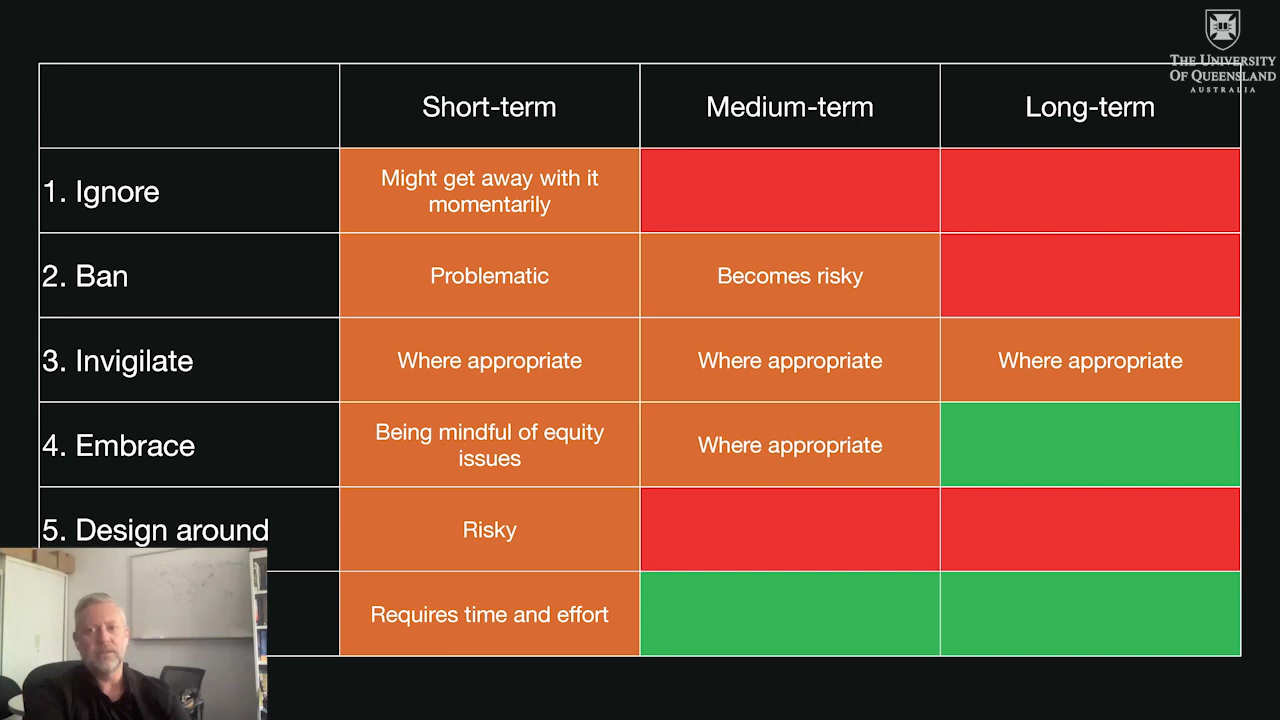 THE UNIVERSITY
OF QUEENSLAND
AUSTRALIA
Short-term
Medium-term
Long-term
1. Ignore
Might get away with it
momentarily
2. Ban
Problematic
Becomes risky
3. Invigilate
Where appropriate
Where appropriate
Where appropriate
4. Embrace
Being mindful of equity
issues
Where appropriate
5. Design around
Risky
Requires time and effort